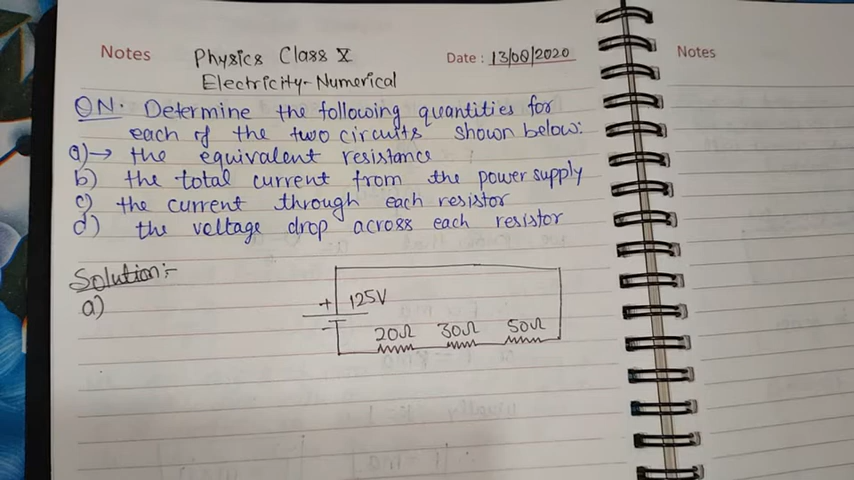 Notes
Physics Class X
Date : 13/08/2020
Notes
Electricity-Numerical
QN. Determine the following quantities for
each of the two circuits shown below:
a)→ the equivalent resistance
b) the total current from the power supply
c) the current through each resistor
d) the voltage drop across each resistor
Solution:-
a)
+ 125V
-
20Ω 30Ω 50Ω